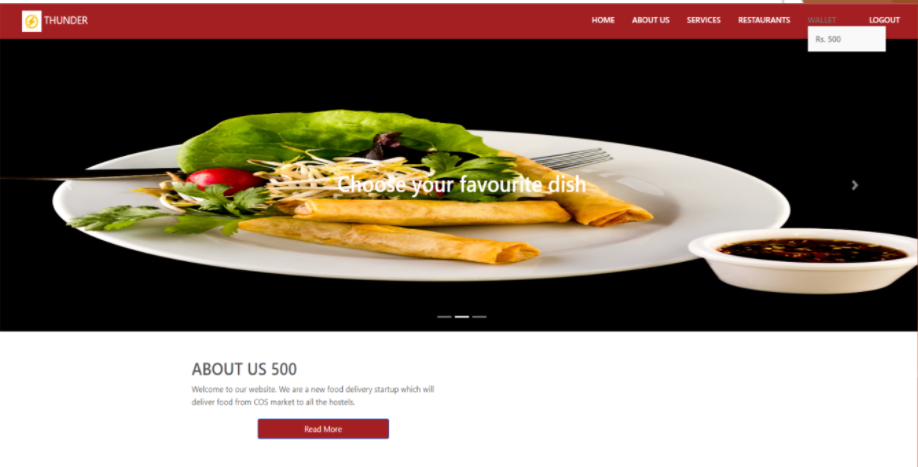 THUNDER
HOME ABOUT US SERVICES RESTAURANTS WALLET LOGOUT
Rs. 500
Choose your favourite dish
ABOUT US 500
Welcome to our website. We are a new food delivery startup which will
deliver food from COS market to all the hostels.
Read More